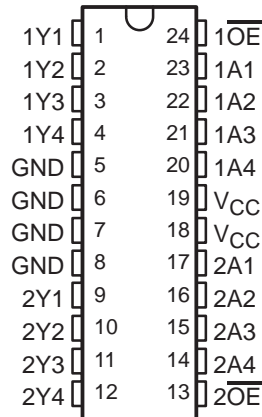 1Y1 1 24 1O̅E̅
1Y2 2 23 1A1
1Y3 3 22 1A2
1Y4 4 21 1A3
GND 5 20 1A4
GND 6 19 VCC
GND 7 18 VCC
GND 8 17 2A1
2Y1 9 16 2A2
2Y2 10 15 2A3
2Y3 11 14 2A4
2Y4 12 13 2O̅E̅